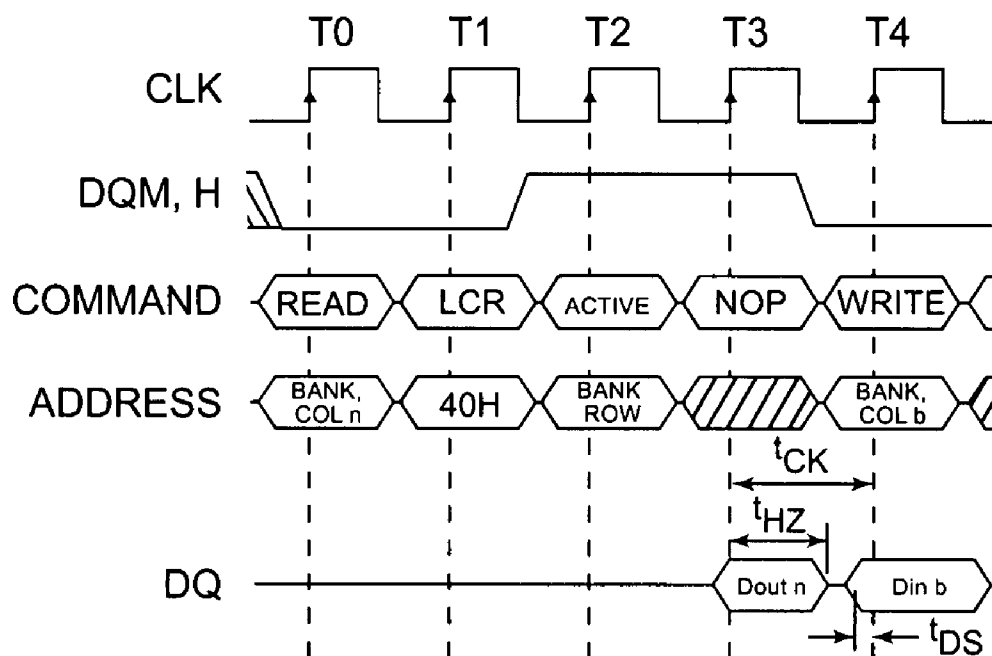 T0 T1 T2 T3 T4
CLK
DQM, H
COMMAND READ LCR ACTIVE NOP WRITE
ADDRESS BANK, COL n 40H BANK ROW BANK, COL b
tCK
tHZ
DQ Dout n Din b
tDS